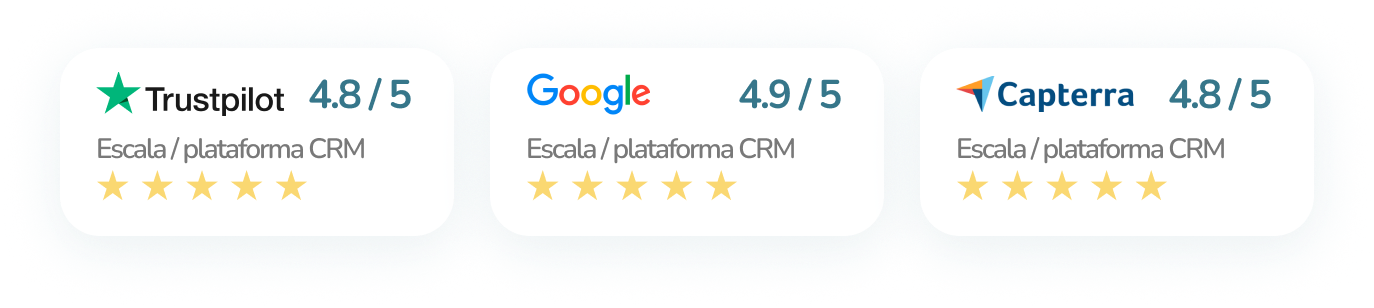 Trustpilot 4.8 / 5
Escala / plataforma CRM
Google 4.9 / 5
Escala / plataforma CRM
Capterra 4.8 / 5
Escala / plataforma CRM